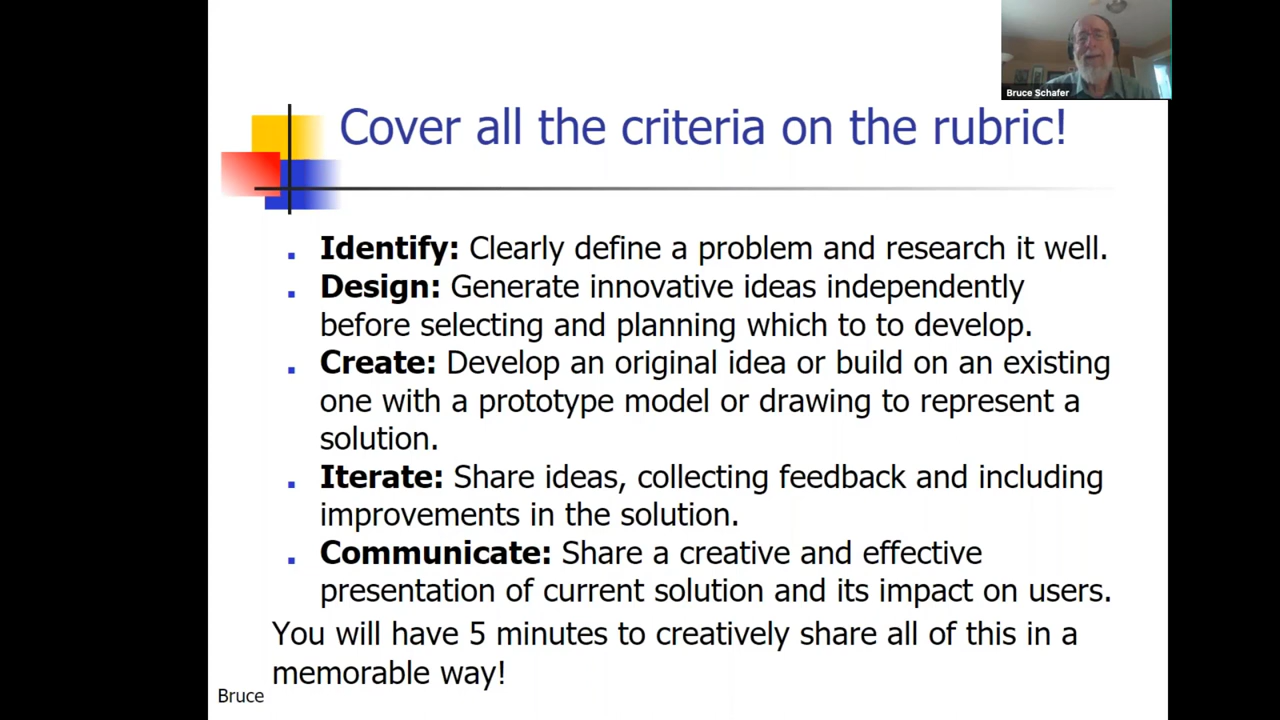 Bruce Schafer
Cover all the criteria on the rubric!
Identify: Clearly define a problem and research it well.
Design: Generate innovative ideas independently
before selecting and planning which to to develop.
Create: Develop an original idea or build on an existing
one with a prototype model or drawing to represent a
solution.
Iterate: Share ideas, collecting feedback and including
improvements in the solution.
Communicate: Share a creative and effective
presentation of current solution and its impact on users.
You will have 5 minutes to creatively share all of this in a
memorable way!
Bruce